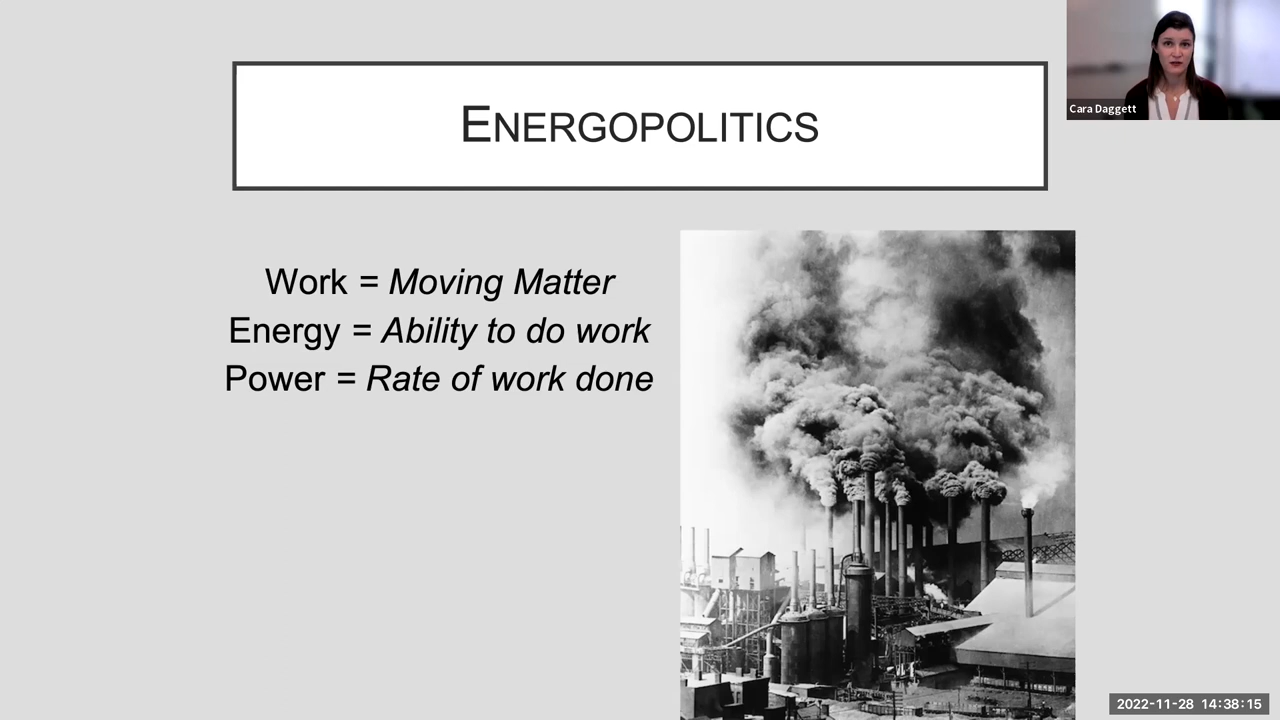 ENERGOPOLITICS
Cara Daggett
Work = Moving Matter
Energy = Ability to do work
Power = Rate of work done
2022-11-28 14:38:15